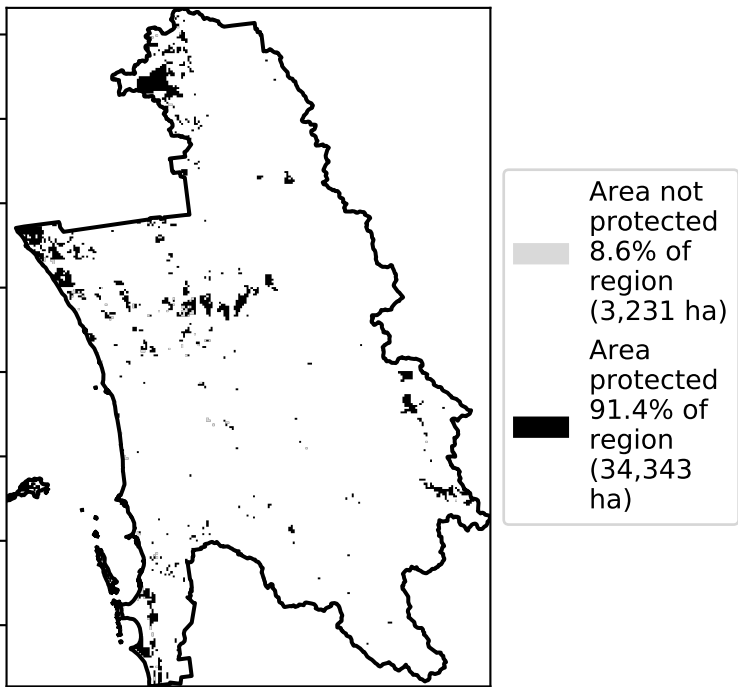 Area not
protected
8.6% of
region
(3,231 ha)
Area
protected
91.4% of
region
(34,343
ha)